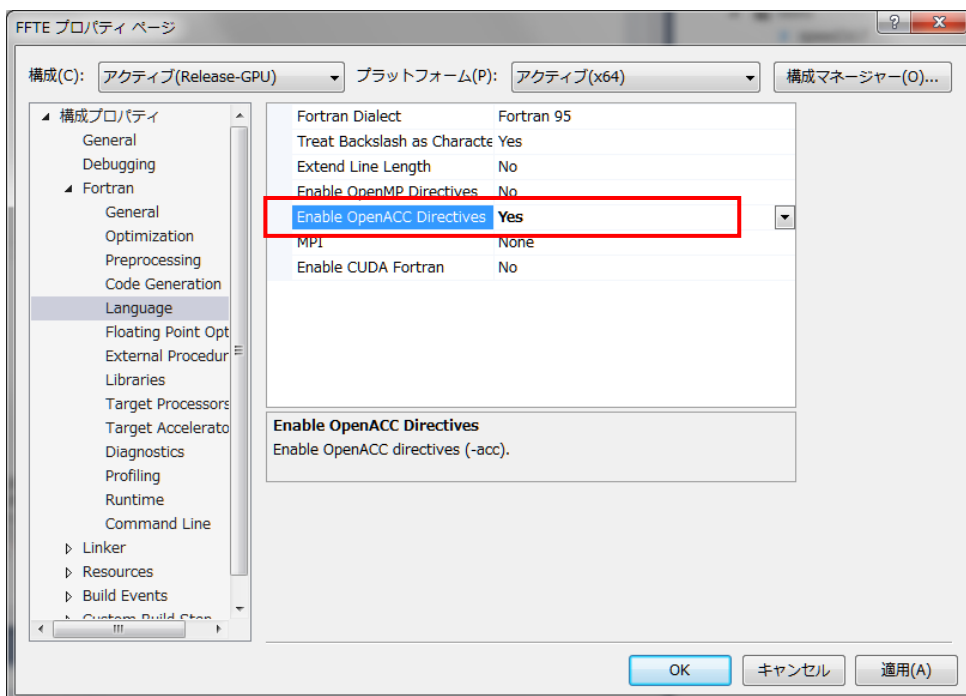 FFTE プロパティ ページ
構成(C): アクティブ(Release-GPU) プラットフォーム(P): アクティブ(x64) 構成マネージャー(O)...
構成プロパティ
General
Debugging
Fortran
General
Optimization
Preprocessing
Code Generation
Language
Floating Point Opt
External Procedur
Libraries
Target Processors
Target Accelerato
Diagnostics
Profiling
Runtime
Command Line
Linker
Resources
Build Events
Custom Build Step
Fortran Dialect Fortran 95
Treat Backslash as Characte Yes
Extend Line Length No
Enable OpenMP Directives No
Enable OpenACC Directives Yes
MPI None
Enable CUDA Fortran No
Enable OpenACC Directives
Enable OpenACC directives (-acc).
OK キャンセル 適用(A)